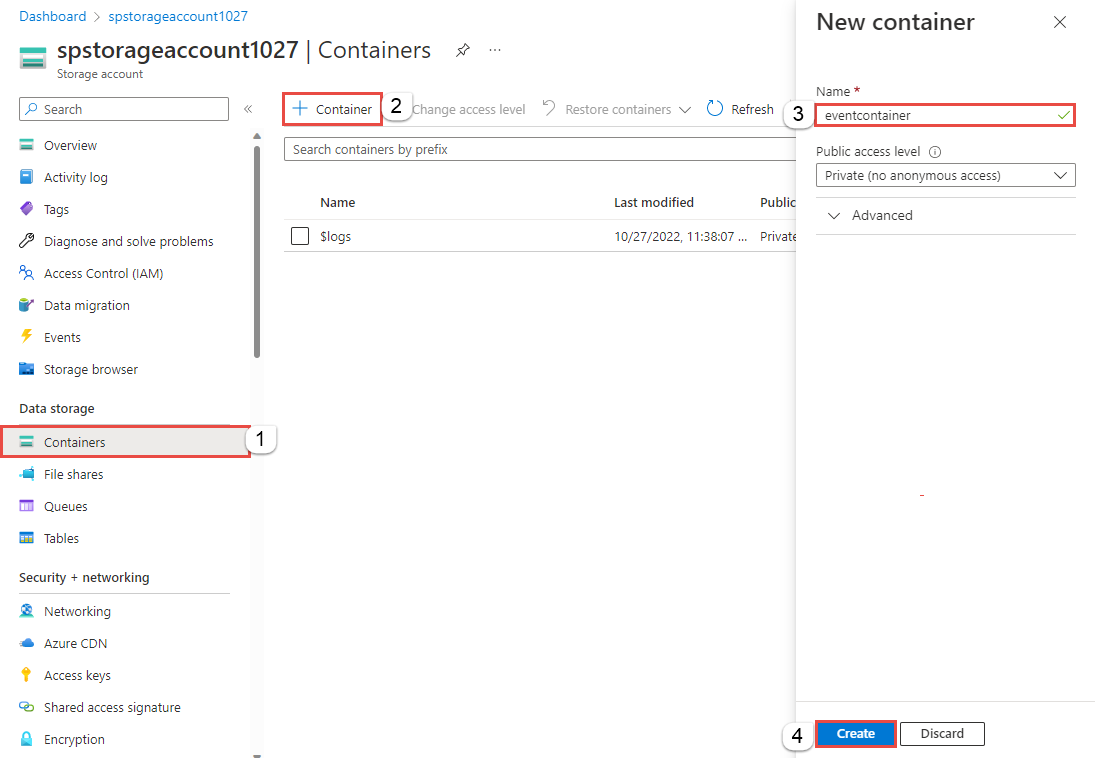 Dashboard > spstorageaccount1027
spstorageaccount1027 | Containers ...
Storage account
Search «
Overview
Activity log
Tags
Diagnose and solve problems
Access Control (IAM)
Data migration
Events
Storage browser
Data storage
Containers 1
File shares
Queues
Tables
Security + networking
Networking
Azure CDN
Access keys
Shared access signature
Encryption
+ Container 2 Change access level Restore containers Refresh
Search containers by prefix
Name Last modified Public
$logs 10/27/2022, 11:38:07 ... Private
New container
Name *
3 eventcontainer
Public access level
Private (no anonymous access)
Advanced
-
4 Create Discard